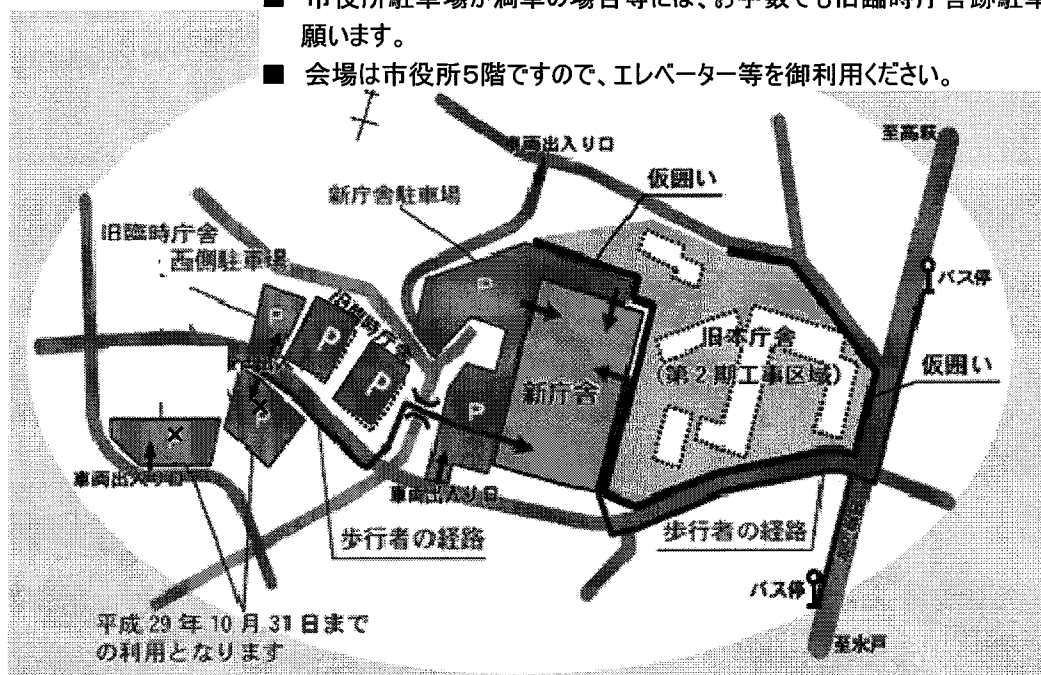 ■ 市役所駐車場が満車の場合等には、お手数でも旧臨時庁舎跡駐車
願います。
■ 会場は市役所5階ですので、エレベーター等を御利用ください。
至高萩
車両出入り口
仮囲い
新庁舎駐車場
旧臨時庁舎
西側駐車場
バス停
旧臨時庁舎
P
P
P
P
P
P
旧本庁舎
(第2期工事区域)
仮囲い
新庁舎
車両出入り口
車両出入り口
歩行者の経路
歩行者の経路
バス停
平成29年10月31日まで
の利用となります
至水戸